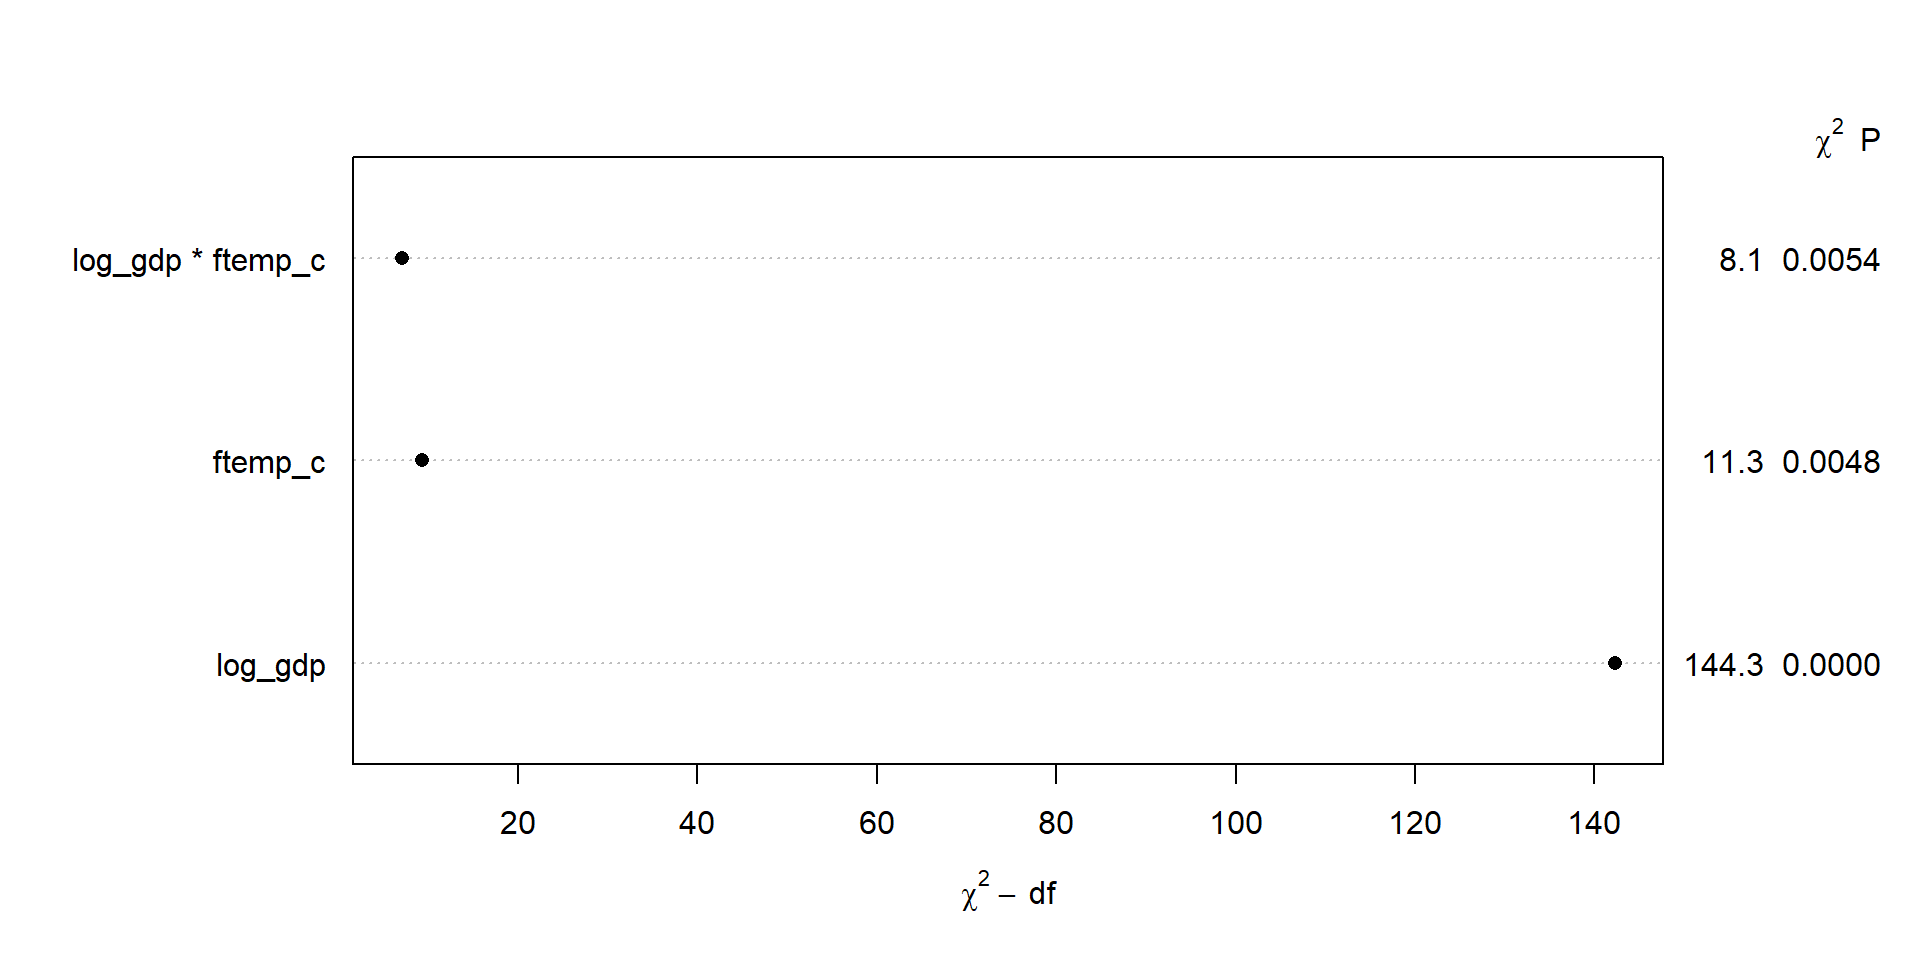 χ2 P
log_gdp * ftemp_c 8.1 0.0054
ftemp_c 11.3 0.0048
log_gdp 144.3 0.0000
20 40 60 80 100 120 140
χ2 − df